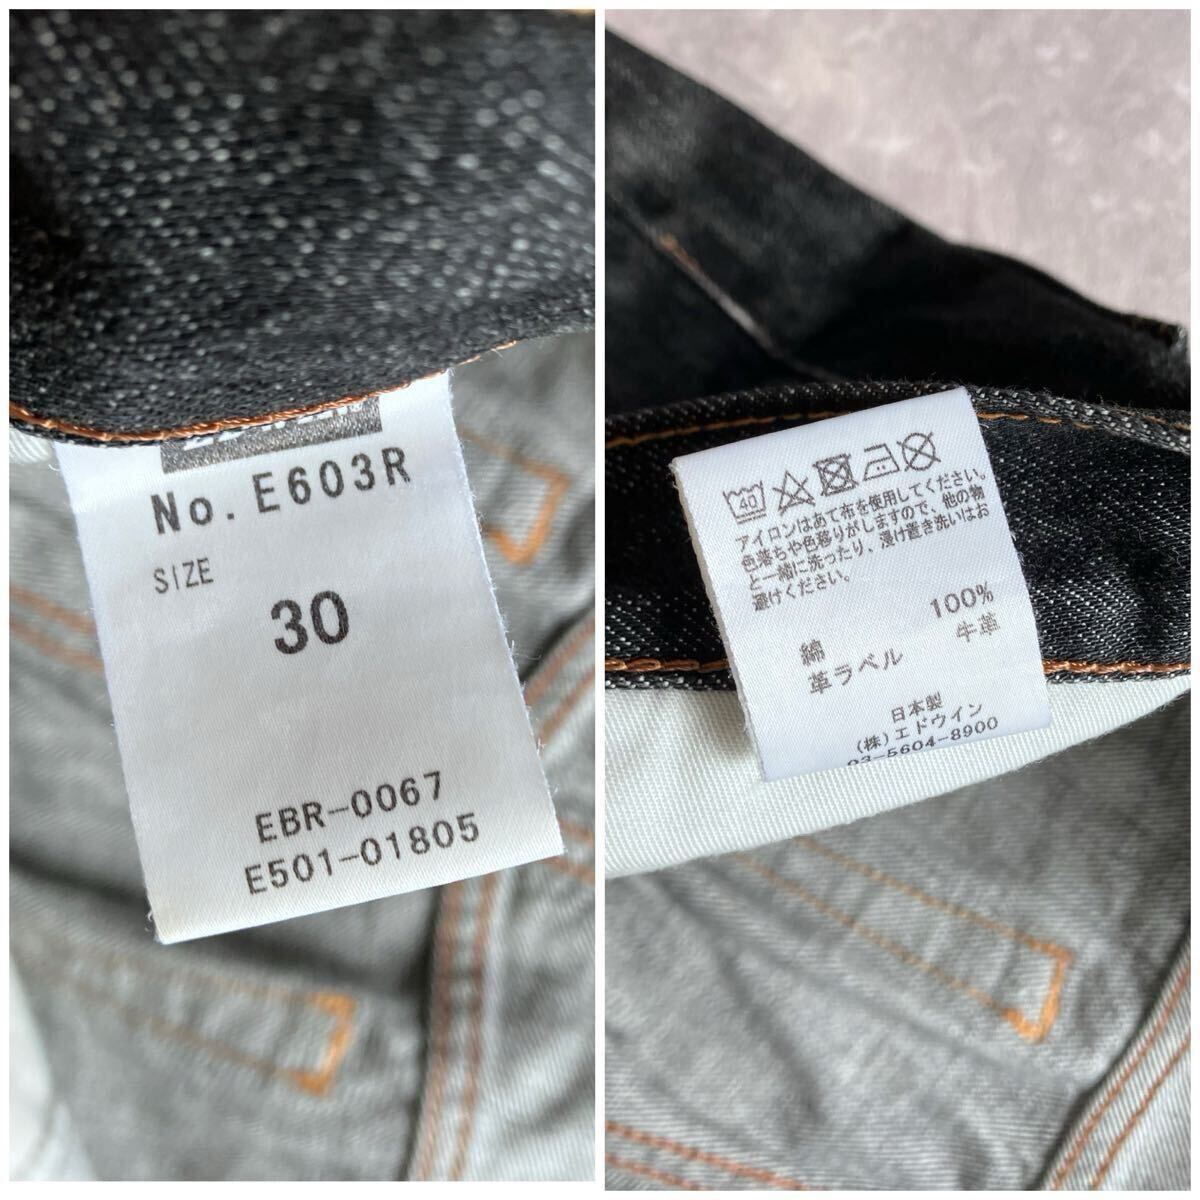 No. E603R
SIZE
30
EBR-0067
E501-01805
40
アイロンはあて布を使用してください。
色落ちや色移りがしますので、他の物
と一緒に洗ったり、浸け置き洗いはお
避けください。
綿 100%
革ラベル 牛革
日本製
(株)エドウイン
03-5604-8900